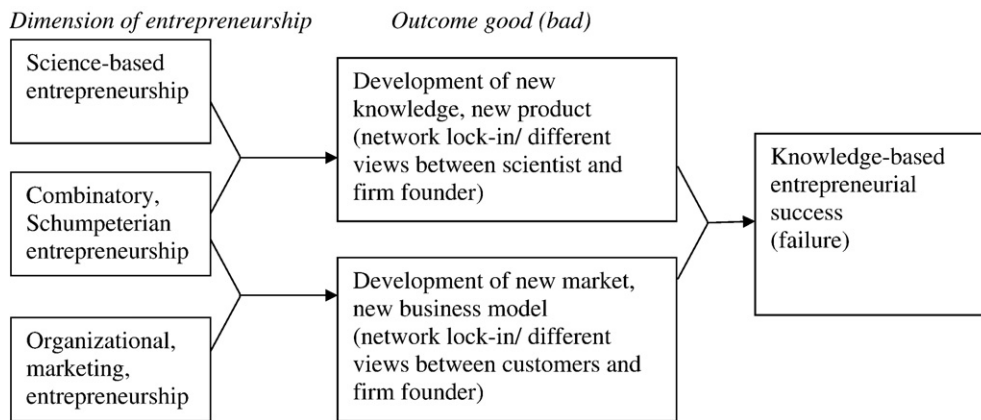 Dimension of entrepreneurship
Outcome good (bad)
Science-based
entrepreneurship
Combinatory,
Schumpeterian
entrepreneurship
Organizational,
marketing,
entrepreneurship
Development of new
knowledge, new product
(network lock-in/ different
views between scientist and
firm founder)
Development of new market,
new business model
(network lock-in/ different
views between customers and
firm founder)
Knowledge-based
entrepreneurial
success
(failure)